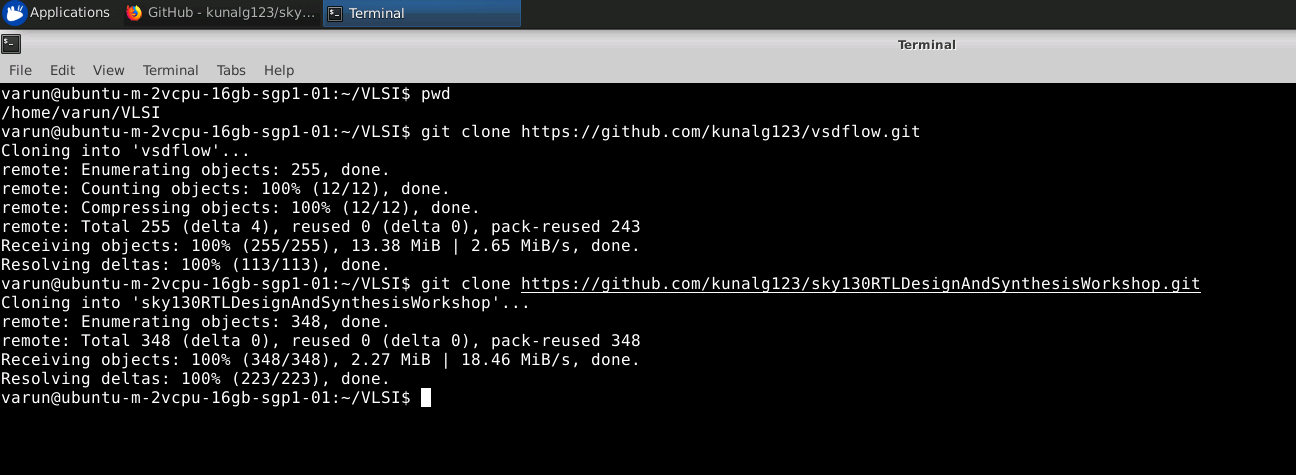 Applications GitHub - kunalg123/sky... Terminal
Terminal
File Edit View Terminal Tabs Help
varun@ubuntu-m-2vcpu-16gb-sgp1-01:~/VLSI$ pwd
/home/varun/VLSI
varun@ubuntu-m-2vcpu-16gb-sgp1-01:~/VLSI$ git clone https://github.com/kunalg123/vsdflow.git
Cloning into 'vsdflow'...
remote: Enumerating objects: 255, done.
remote: Counting objects: 100% (12/12), done.
remote: Compressing objects: 100% (12/12), done.
remote: Total 255 (delta 4), reused 0 (delta 0), pack-reused 243
Receiving objects: 100% (255/255), 13.38 MiB | 2.65 MiB/s, done.
Resolving deltas: 100% (113/113), done.
varun@ubuntu-m-2vcpu-16gb-sgp1-01:~/VLSI$ git clone https://github.com/kunalg123/sky130RTLDesignAndSynthesisWorkshop.git
Cloning into 'sky130RTLDesignAndSynthesisWorkshop'...
remote: Enumerating objects: 348, done.
remote: Total 348 (delta 0), reused 0 (delta 0), pack-reused 348
Receiving objects: 100% (348/348), 2.27 MiB | 18.46 MiB/s, done.
Resolving deltas: 100% (223/223), done.
varun@ubuntu-m-2vcpu-16gb-sgp1-01:~/VLSI$